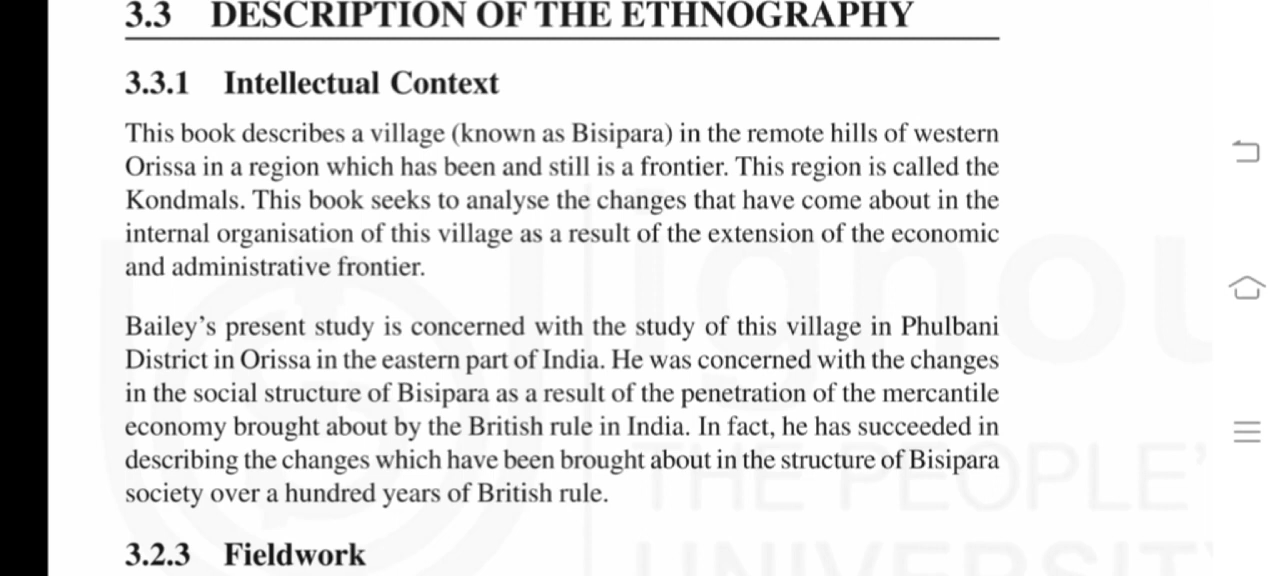 3.3 DESCRIPTION OF THE ETHNOGRAPHY
3.3.1 Intellectual Context
This book describes a village (known as Bisipara) in the remote hills of western
Orissa in a region which has been and still is a frontier. This region is called the
Kondmals. This book seeks to analyse the changes that have come about in the
internal organisation of this village as a result of the extension of the economic
and administrative frontier.
Bailey's present study is concerned with the study of this village in Phulbani
District in Orissa in the eastern part of India. He was concerned with the changes
in the social structure of Bisipara as a result of the penetration of the mercantile
economy brought about by the British rule in India. In fact, he has succeeded in
describing the changes which have been brought about in the structure of Bisipara
society over a hundred years of British rule.
3.2.3 Fieldwork
ignou
THE PEOPLE'
UNIVERSITY